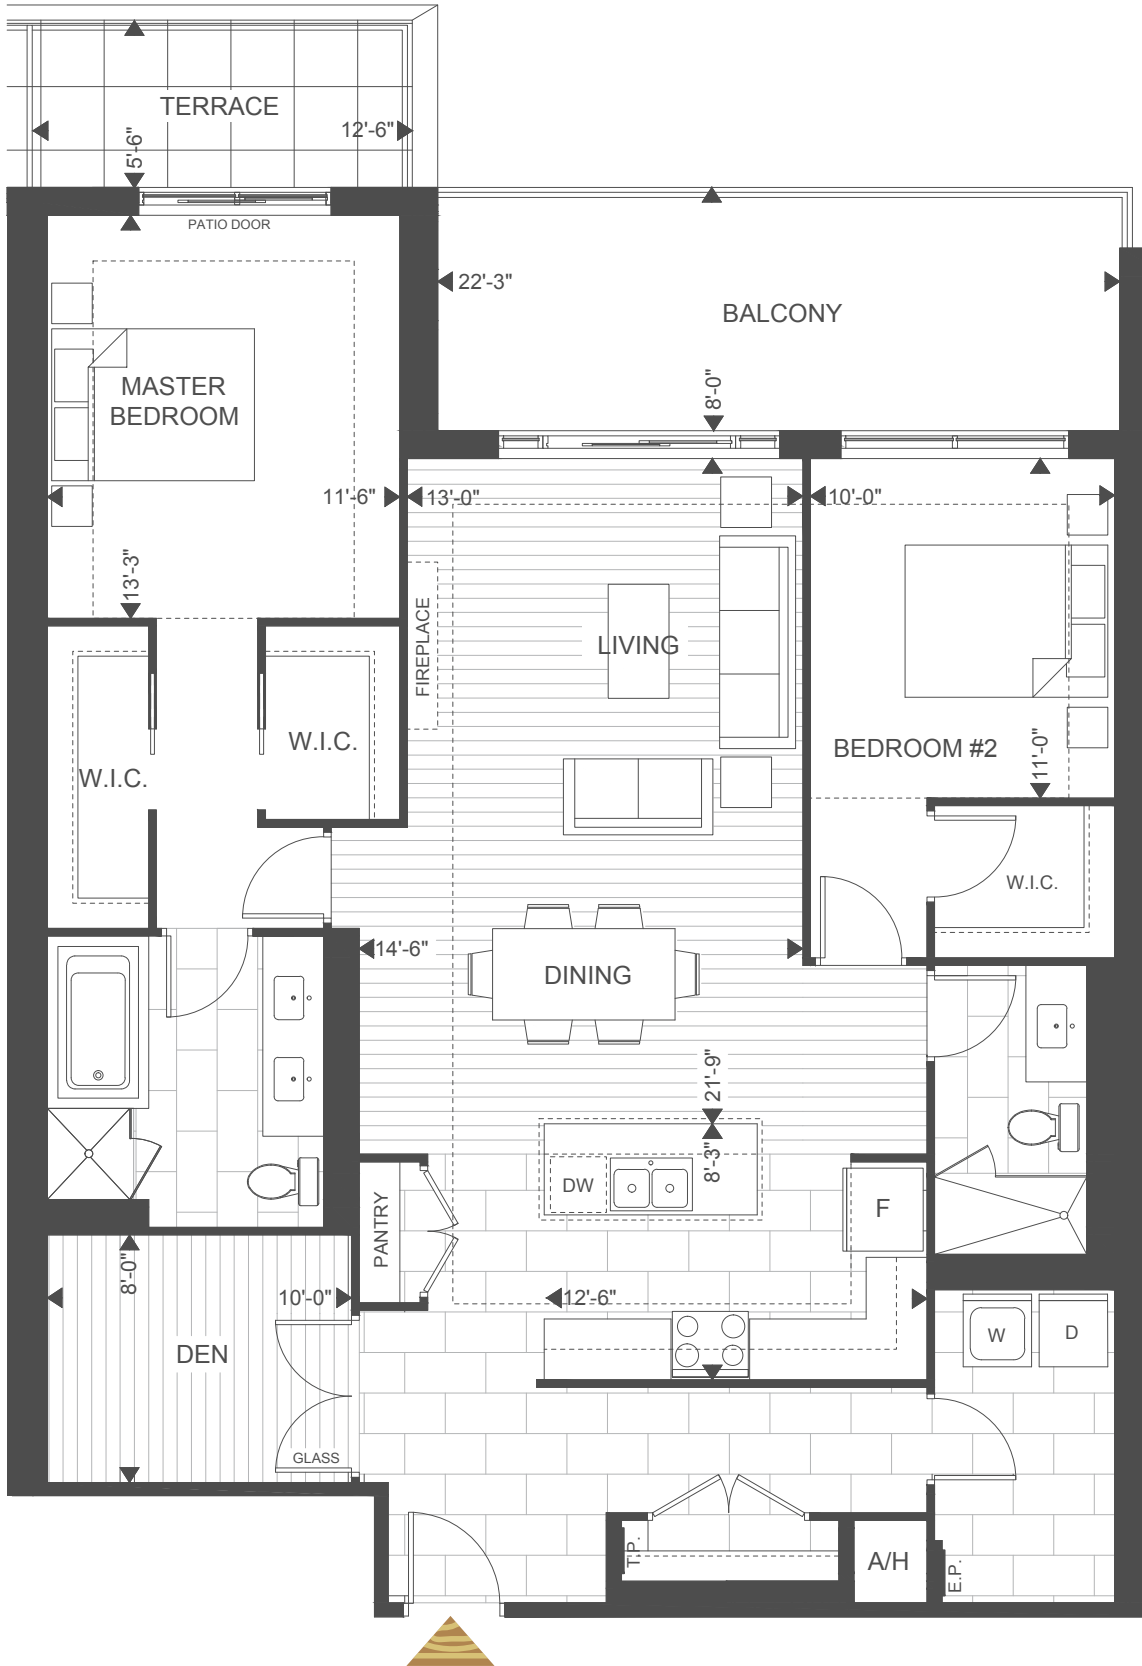 TERRACE
12'-6"
5'-6"
PATIO DOOR
22'-3"
BALCONY
8'-0"
MASTER
BEDROOM
11'-6"
13'-0"
10'-0"
13'-3"
FIREPLACE
LIVING
W.I.C.
W.I.C.
BEDROOM #2
11'-0"
W.I.C.
14'-6"
DINING
21'-9"
8'-3"
DW
PANTRY
F
8'-0"
10'-0"
12'-6"
DEN
W
D
GLASS
T.P.
A/H
E.P.